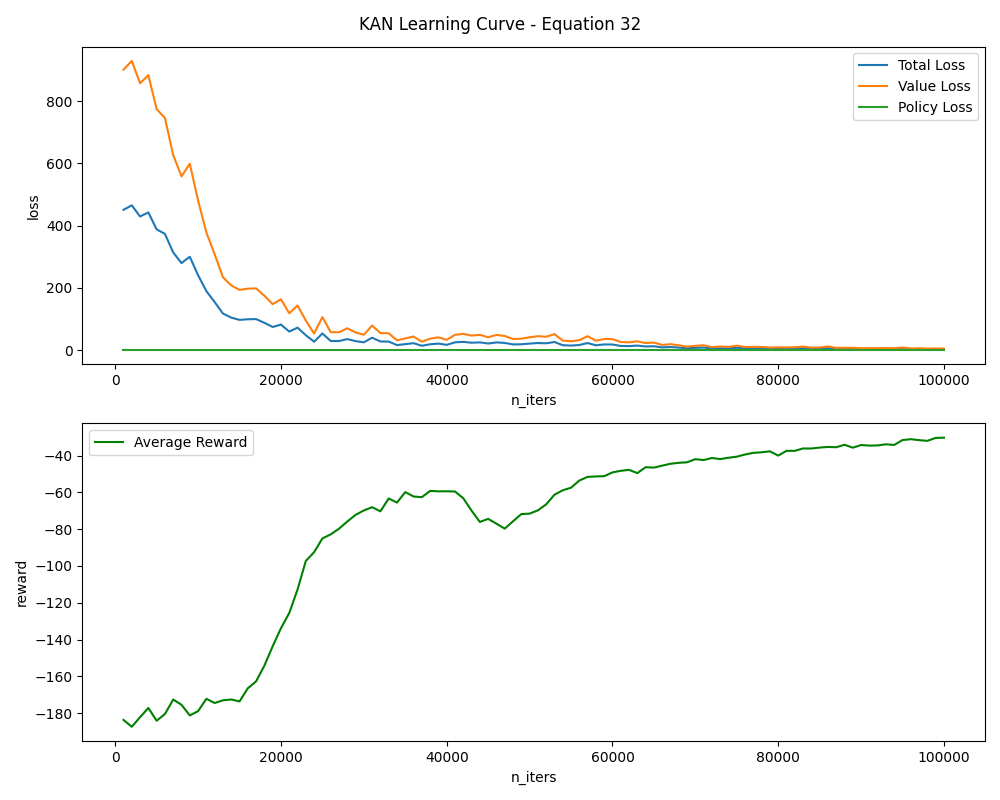 KAN Learning Curve - Equation 32
Total Loss
Value Loss
Policy Loss
800
600
400
200
0
loss
0 20000 40000 60000 80000 100000
n_iters
Average Reward
−40
−60
−80
−100
−120
−140
−160
−180
reward
0 20000 40000 60000 80000 100000
n_iters